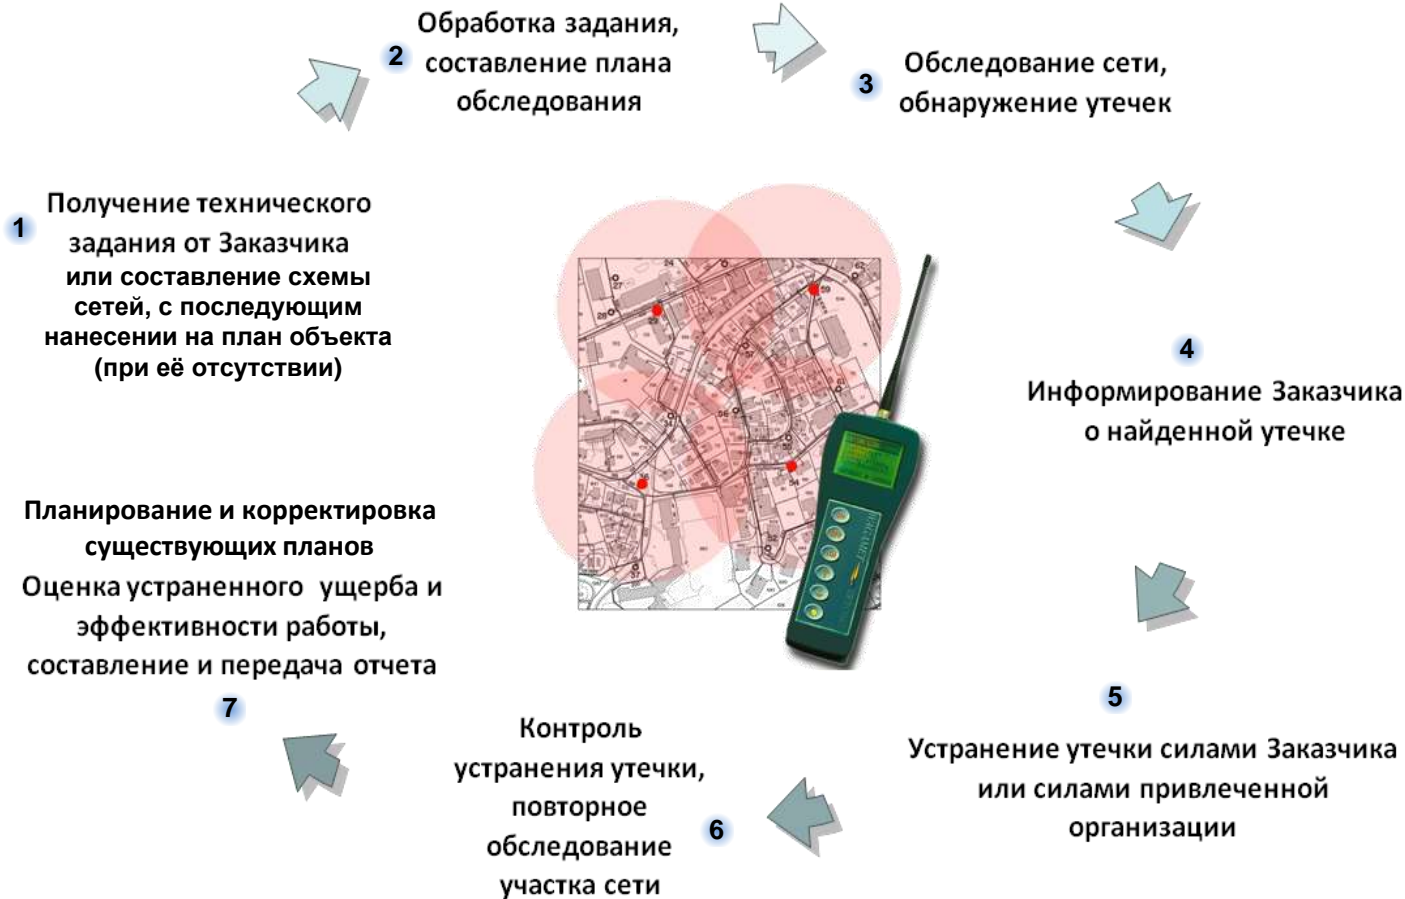 1
Получение технического
задания от Заказчика
или составление схемы
сетей, с последующим
нанесении на план объекта
(при её отсутствии)
2
Обработка задания,
составление плана
обследования
3
Обследование сети,
обнаружение утечек
4
Информирование Заказчика
о найденной утечке
5
Устранение утечки силами Заказчика
или силами привлеченной
организации
6
Контроль
устранения утечки,
повторное
обследование
участка сети
Планирование и корректировка
существующих планов
Оценка устраненного ущерба и
эффективности работы,
составление и передача отчета
7